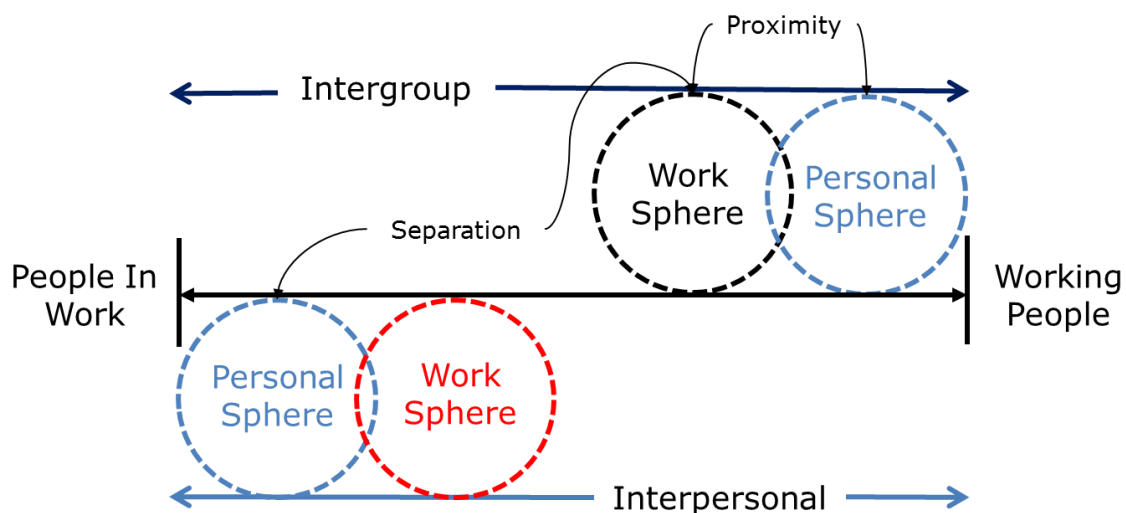 Proximity
Intergroup
Work
Sphere
Personal
Sphere
Separation
People In
Work
Working
People
Personal
Sphere
Work
Sphere
Interpersonal